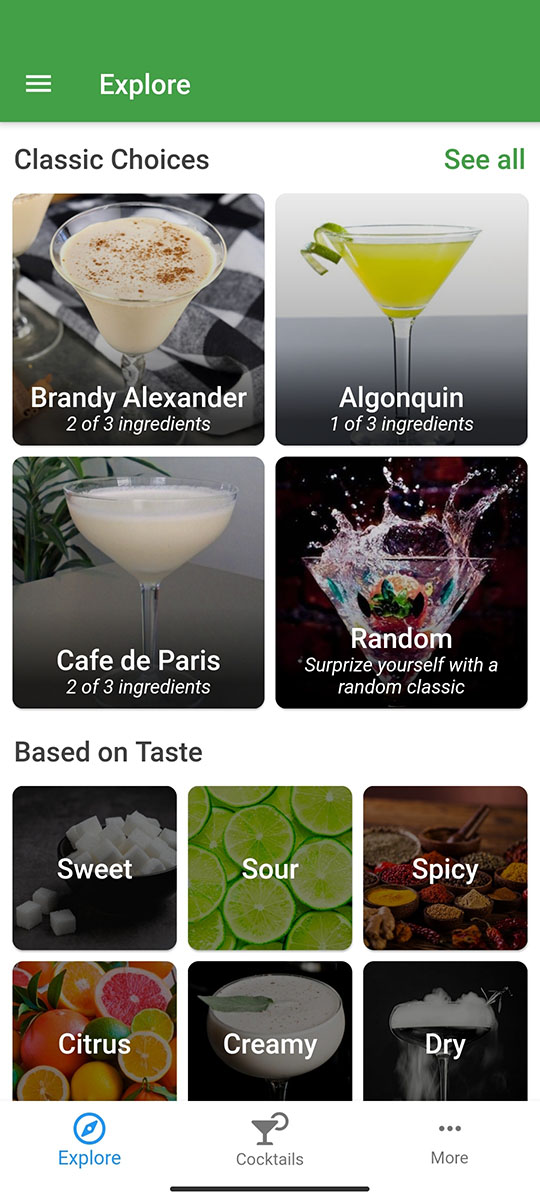 Explore
Classic Choices
See all
Brandy Alexander
2 of 3 ingredients
Algonquin
1 of 3 ingredients
Cafe de Paris
2 of 3 ingredients
Random
Surprize yourself with a
random classic
Based on Taste
Sweet
Sour
Spicy
Citrus
Creamy
Dry
Explore
Cocktails
More